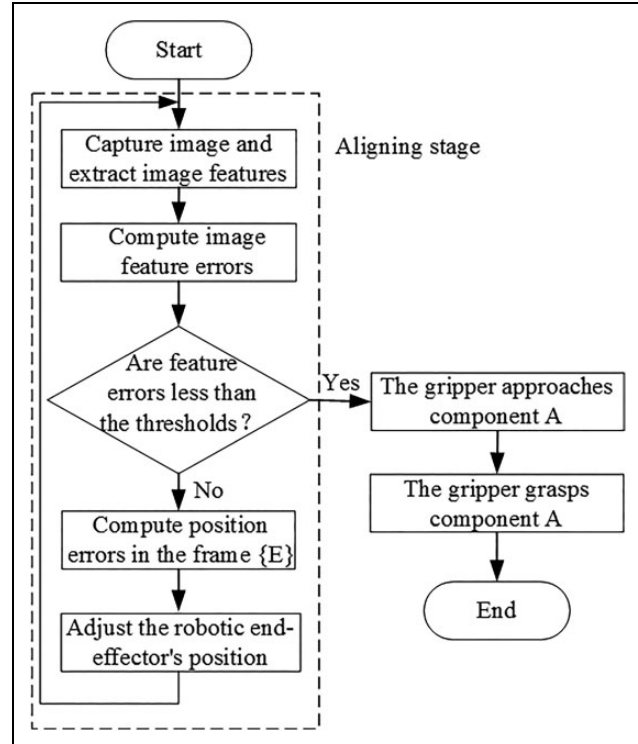 Start
Capture image and
extract image features
Aligning stage
Compute image
feature errors
Are feature
errors less than
the thresholds?
Yes
The gripper approaches
component A
No
The gripper grasps
component A
Compute position
errors in the frame {E}
End
Adjust the robotic end-
effector's position